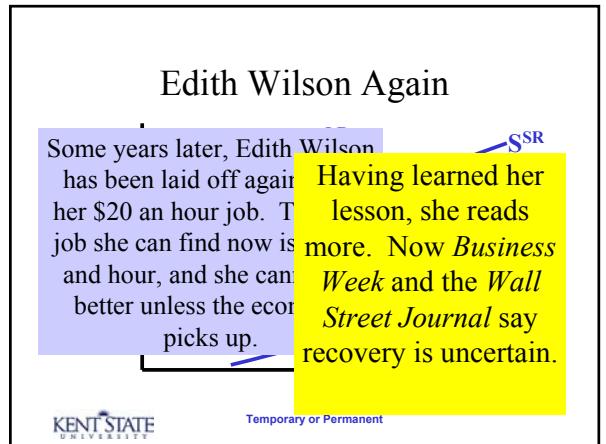 Edith Wilson Again
Some years later, Edith Wilson
has been laid off agai
her $20 an hour job. T
job she can find now is
and hour, and she can
better unless the eco
picks up.
S^SR
Having learned her
lesson, she reads
more. Now Business
Week and the Wall
Street Journal say
recovery is uncertain.
KENT STATE
UNIVERSITY
Temporary or Permanent